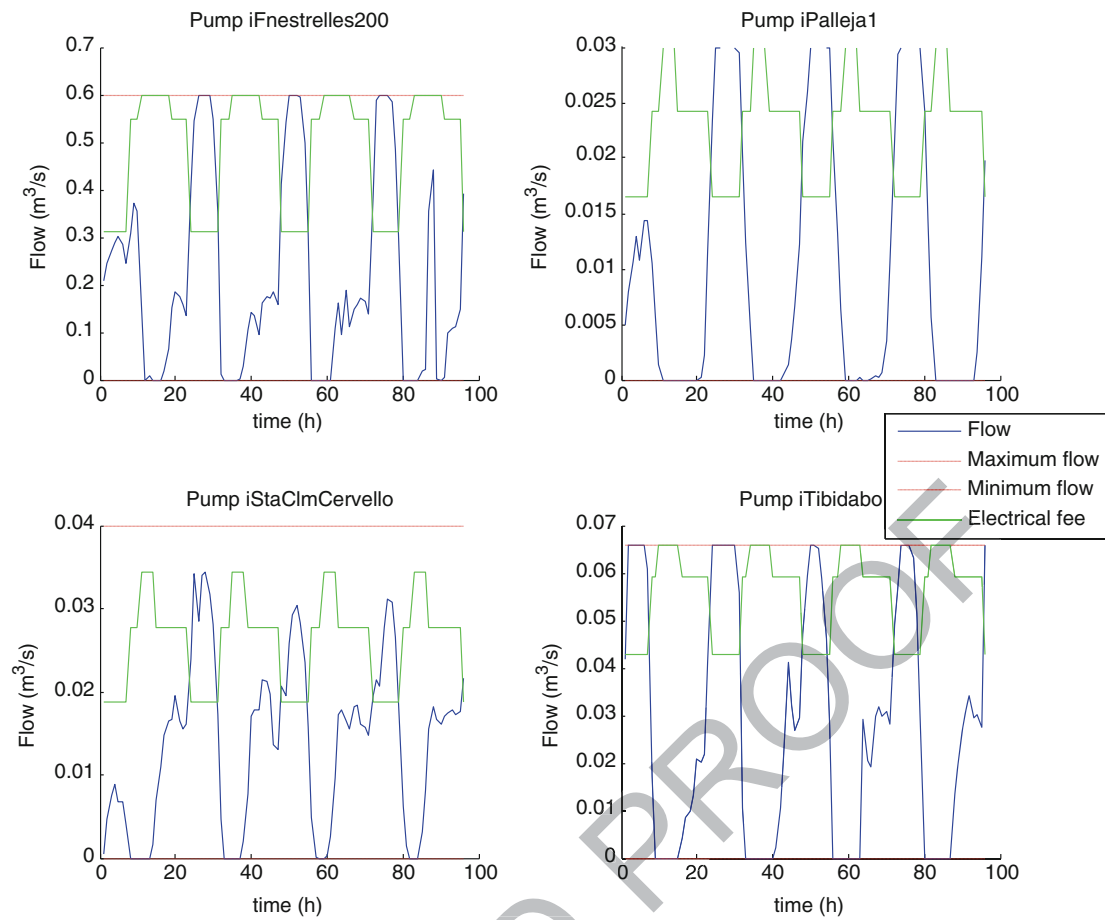 Pump iFnestrelles200
0.7
0.6
0.5
0.4
0.3
0.2
0.1
0
Flow (m3/s)
0 20 40 60 80 100
time (h)
Pump iPalleja1
0.03
0.025
0.02
0.015
0.01
0.005
0
Flow (m3/s)
0 20 40 60 80 100
time (h)
Flow
Maximum flow
Minimum flow
Electrical fee
Pump iStaClmCervello
0.04
0.03
0.02
0.01
0
Flow (m3/s)
0 20 40 60 80 100
time (h)
Pump iTibidabo
0.07
0.06
0.05
0.04
0.03
0.02
0.01
0
Flow (m3/s)
0 20 40 60 80 100
time (h)
PROOF